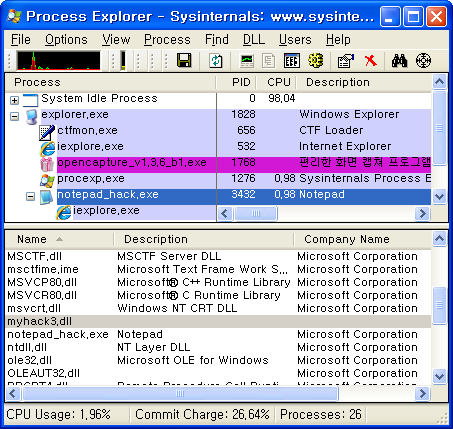 Process Explorer - Sysinternals: www.sysinte...
File Options View Process Find DLL Users Help
Process PID CPU Description
System Idle Process 0 98,04
explorer,exe 1828 Windows Explorer
ctfmon,exe 656 CTF Loader
iexplore,exe 532 Internet Explorer
opencapture_v1,3,6_b1,exe 1768 편리한 화면 캡쳐 프로그램
procexp,exe 1276 0,98 Sysinternals Process E
notepad_hack,exe 3432 0,98 Notepad
iexplore,exe
Name Description Company Name
MSCTF,dll MSCTF Server DLL Microsoft Corporation
msctfime,ime Microsoft Text Frame Work S,,, Microsoft Corporation
MSVCP80,dll Microsoft® C++ Runtime Library Microsoft Corporation
MSVCR80,dll Microsoft® C Runtime Library Microsoft Corporation
msvcrt,dll Windows NT CRT DLL Microsoft Corporation
myhack3,dll
notepad_hack,exe Notepad Microsoft Corporation
ntdll,dll NT Layer DLL Microsoft Corporation
ole32,dll Microsoft OLE for Windows Microsoft Corporation
OLEAUT32,dll Microsoft Corporation
RPCRT4,dll Remote Procedure Call Runti Microsoft Corporation
CPU Usage: 1,96% Commit Charge: 26,64% Processes: 26